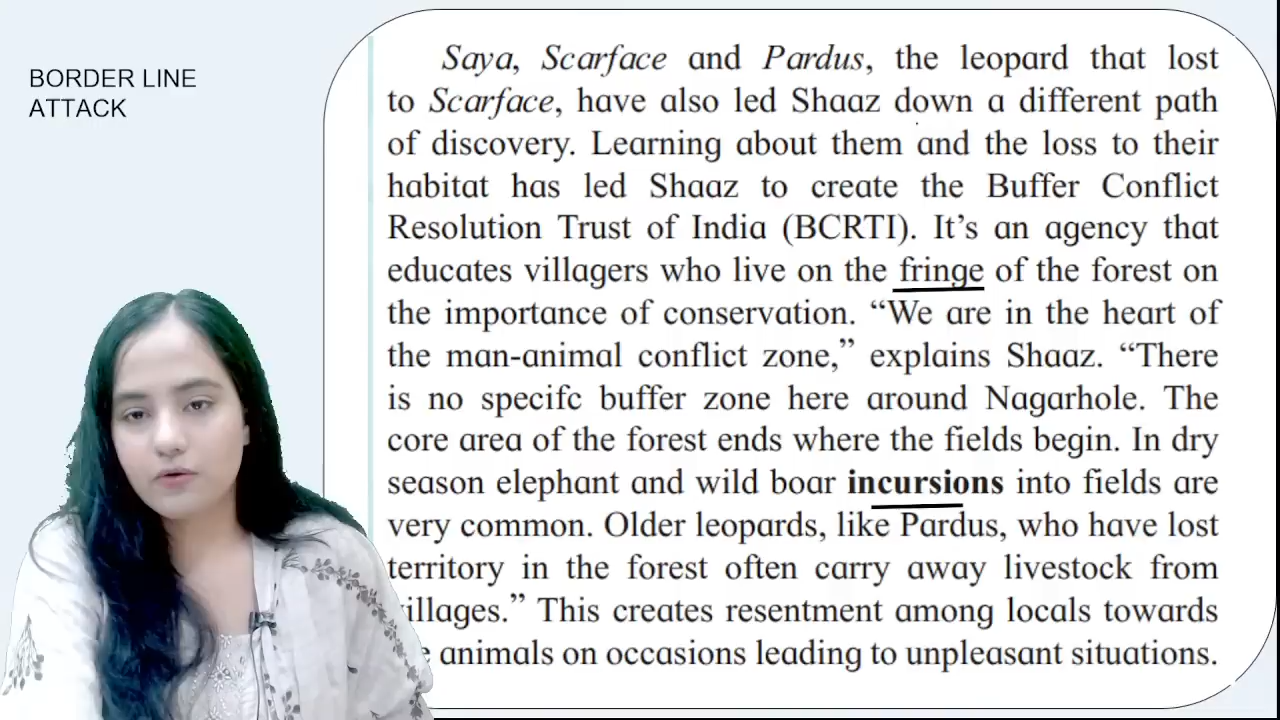 BORDER LINE
ATTACK
Saya, Scarface and Pardus, the leopard that lost
to Scarface, have also led Shaaz down a different path
of discovery. Learning about them and the loss to their
habitat has led Shaaz to create the Buffer Conflict
Resolution Trust of India (BCRTI). It’s an agency that
educates villagers who live on the fringe of the forest on
the importance of conservation. “We are in the heart of
the man-animal conflict zone,” explains Shaaz. “There
is no specifc buffer zone here around Nagarhole. The
core area of the forest ends where the fields begin. In dry
season elephant and wild boar incursions into fields are
very common. Older leopards, like Pardus, who have lost
territory in the forest often carry away livestock from
This creates resentment among locals towards
animals on occasions leading to unpleasant situations.